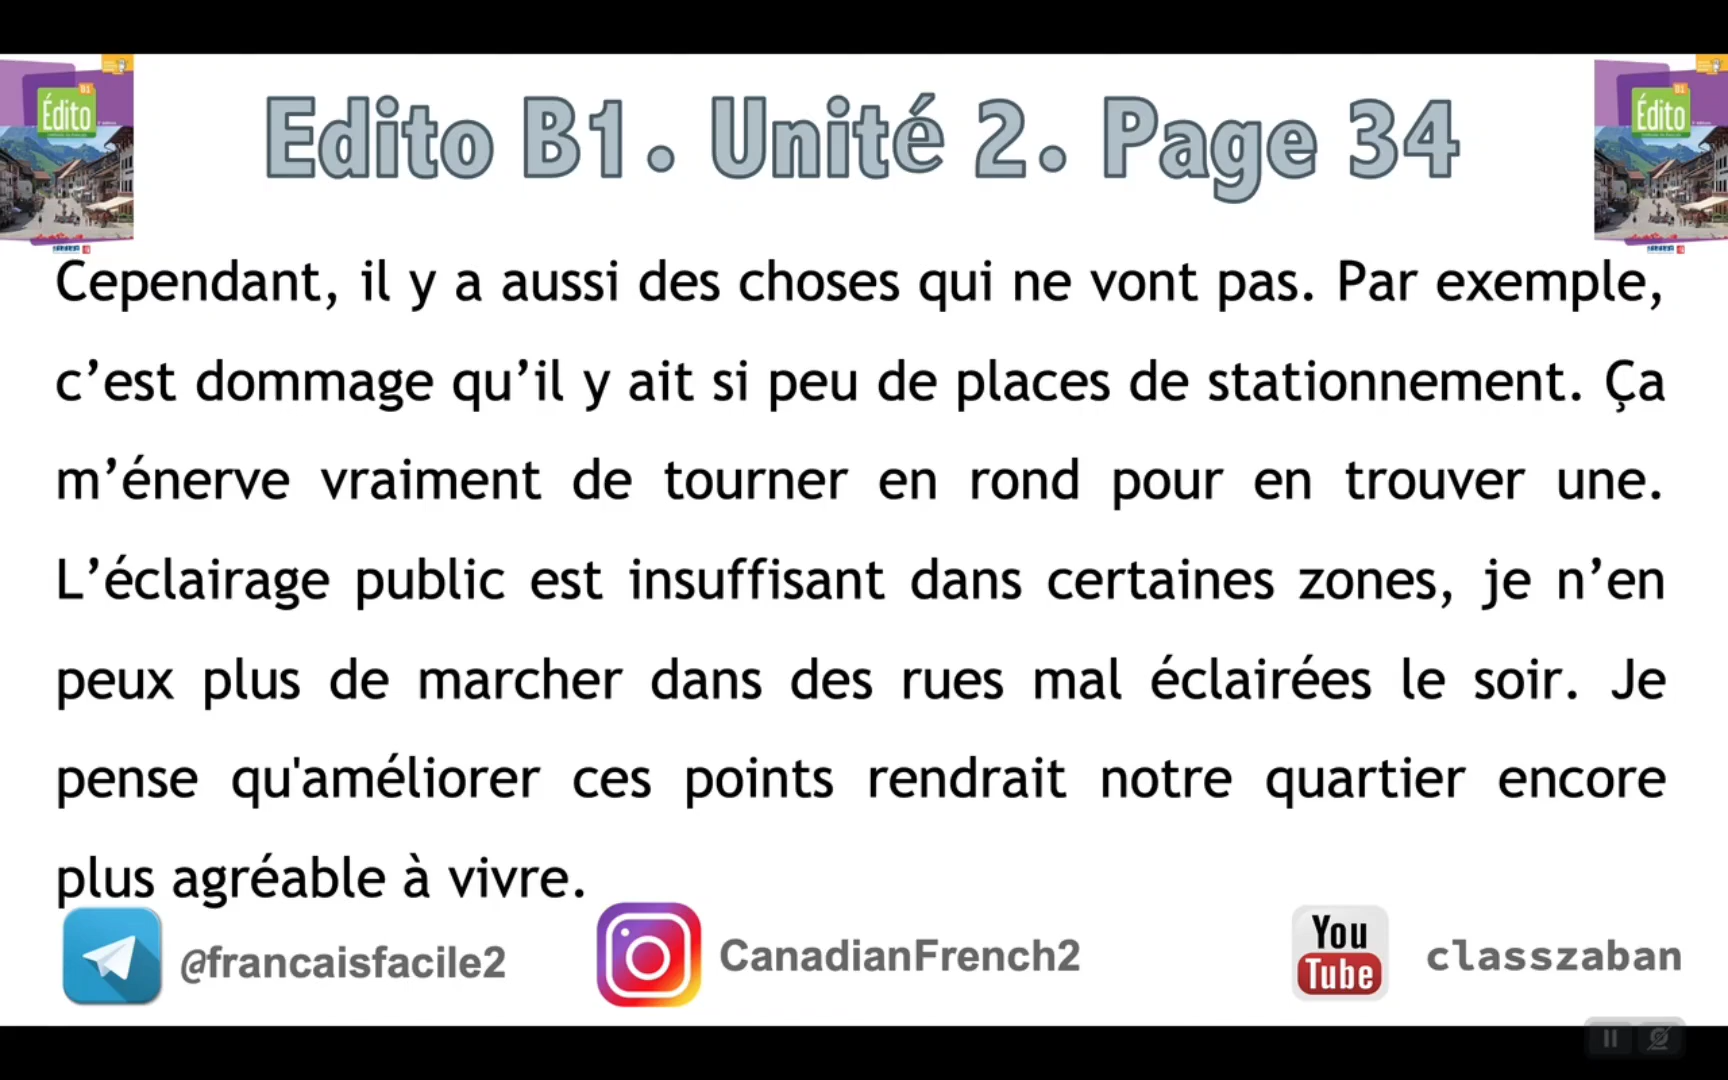 Edito B1. Unité 2. Page 34
B1
Édito
B1
Édito
Cependant, il y a aussi des choses qui ne vont pas. Par exemple,
c’est dommage qu’il y ait si peu de places de stationnement. Ça
m’énerve vraiment de tourner en rond pour en trouver une.
L’éclairage public est insuffisant dans certaines zones, je n’en
peux plus de marcher dans des rues mal éclairées le soir. Je
pense qu'améliorer ces points rendrait notre quartier encore
plus agréable à vivre.
@francaisfacile2
CanadianFrench2
You
Tube
classzaban